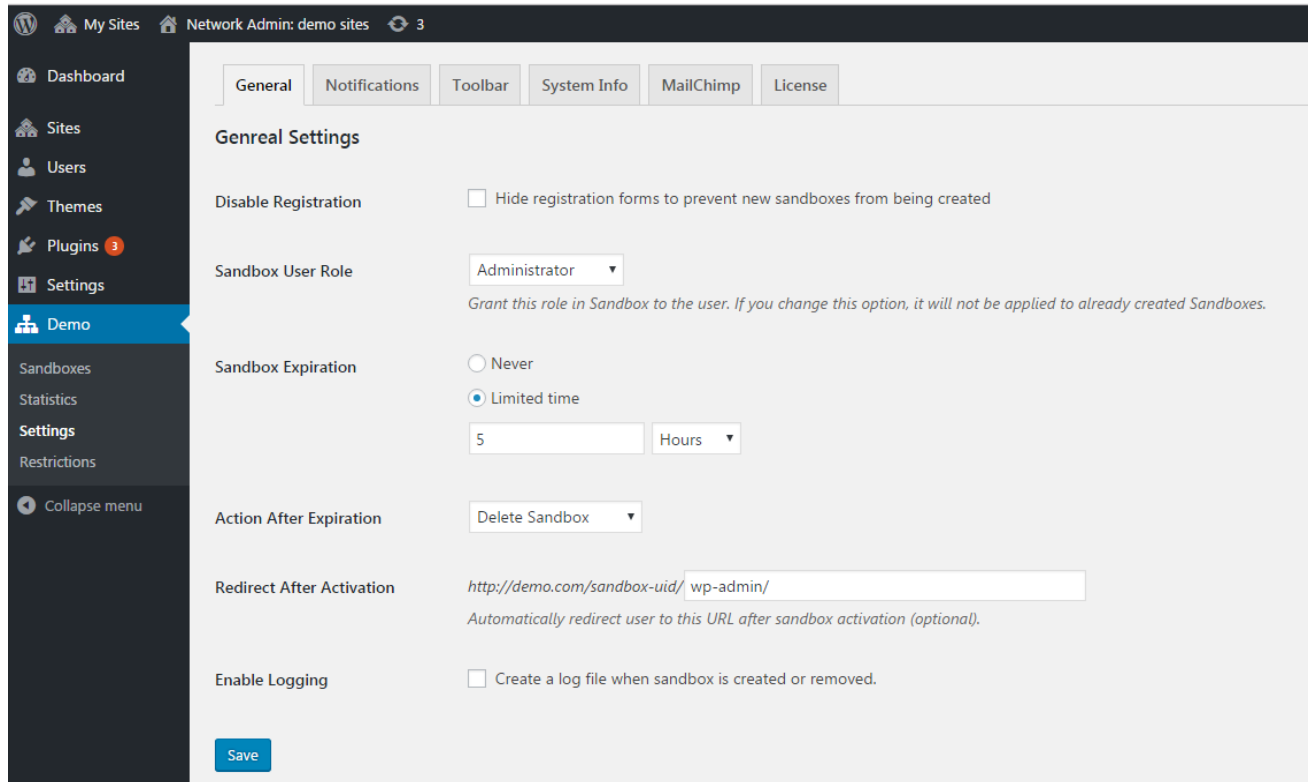 My Sites Network Admin: demo sites 3
Dashboard
Sites
Users
Themes
Plugins 3
Settings
Demo
Sandboxes
Statistics
Settings
Restrictions
Collapse menu
General Notifications Toolbar System Info MailChimp License
Genreal Settings
Disable Registration Hide registration forms to prevent new sandboxes from being created
Sandbox User Role Administrator
Grant this role in Sandbox to the user. If you change this option, it will not be applied to already created Sandboxes.
Sandbox Expiration Never
Limited time
5 Hours
Action After Expiration Delete Sandbox
Redirect After Activation http://demo.com/sandbox-uid/ wp-admin/
Automatically redirect user to this URL after sandbox activation (optional).
Enable Logging Create a log file when sandbox is created or removed.
Save